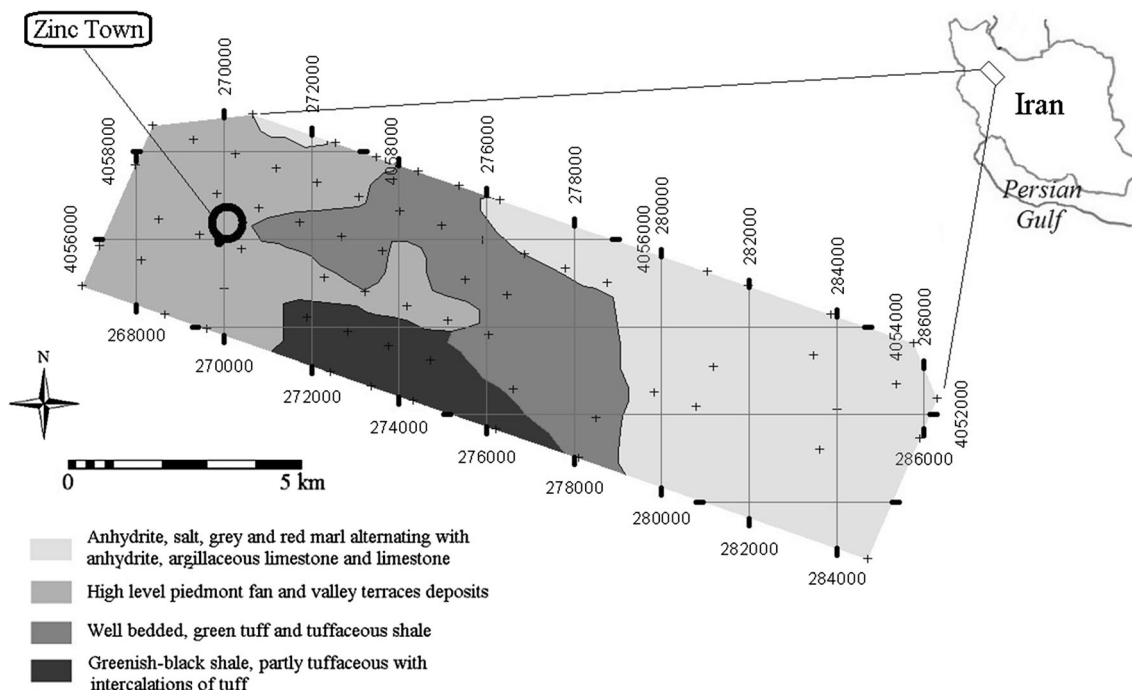 Zinc Town
270000
272000
4058000
4058000
276000
278000
280000
282000
284000
4056000
4056000
4054000
286000
4052000
268000
270000
272000
274000
276000
278000
280000
282000
284000
286000
Iran
Persian
Gulf
N
0
5 km
Anhydrite, salt, grey and red marl alternating with
anhydrite, argillaceous limestone and limestone
High level piedmont fan and valley terraces deposits
Well bedded, green tuff and tuffaceous shale
Greenish-black shale, partly tuffaceous with
intercalations of tuff